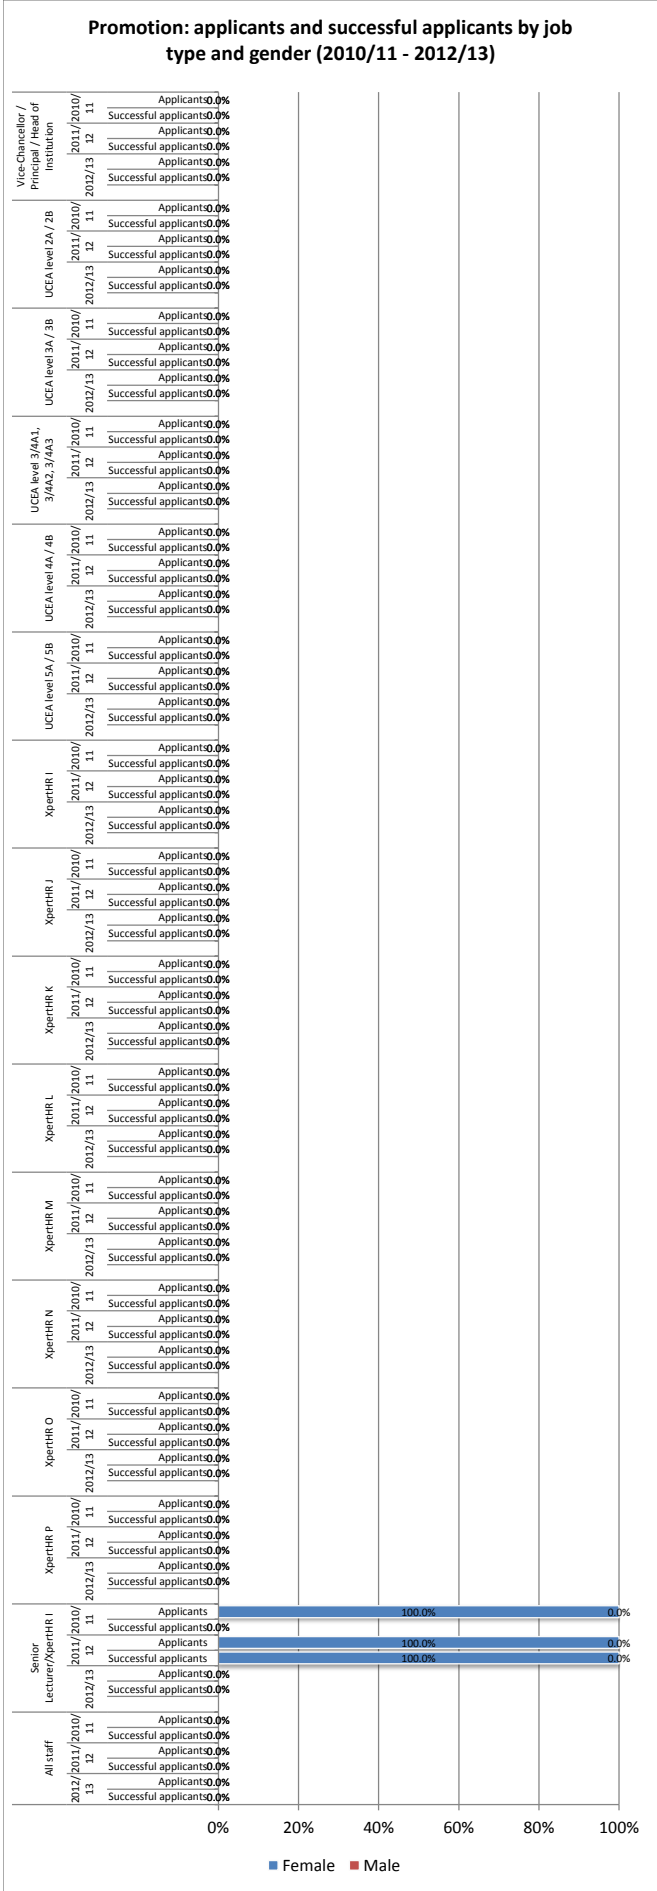 Promotion: applicants and successful applicants by job
type and gender (2010/11 - 2012/13)
Vice-Chancellor /
Principal / Head of
Institution
2010/
11
Applicants 0.0%
Successful applicants 0.0%
2011/
12
Applicants 0.0%
Successful applicants 0.0%
2012/13
Applicants 0.0%
Successful applicants 0.0%
UCEA level 2A / 2B
2010/
11
Applicants 0.0%
Successful applicants 0.0%
2011/
12
Applicants 0.0%
Successful applicants 0.0%
2012/13
Applicants 0.0%
Successful applicants 0.0%
UCEA level 3A / 3B
2010/
11
Applicants 0.0%
Successful applicants 0.0%
2011/
12
Applicants 0.0%
Successful applicants 0.0%
2012/13
Applicants 0.0%
Successful applicants 0.0%
UCEA level 3/4A1,
3/4A2, 3/4A3
2010/
11
Applicants 0.0%
Successful applicants 0.0%
2011/
12
Applicants 0.0%
Successful applicants 0.0%
2012/13
Applicants 0.0%
Successful applicants 0.0%
UCEA level 4A / 4B
2010/
11
Applicants 0.0%
Successful applicants 0.0%
2011/
12
Applicants 0.0%
Successful applicants 0.0%
2012/13
Applicants 0.0%
Successful applicants 0.0%
UCEA level 5A / 5B
2010/
11
Applicants 0.0%
Successful applicants 0.0%
2011/
12
Applicants 0.0%
Successful applicants 0.0%
2012/13
Applicants 0.0%
Successful applicants 0.0%
XpertHR I
2010/
11
Applicants 0.0%
Successful applicants 0.0%
2011/
12
Applicants 0.0%
Successful applicants 0.0%
2012/13
Applicants 0.0%
Successful applicants 0.0%
XpertHR J
2010/
11
Applicants 0.0%
Successful applicants 0.0%
2011/
12
Applicants 0.0%
Successful applicants 0.0%
2012/13
Applicants 0.0%
Successful applicants 0.0%
XpertHR K
2010/
11
Applicants 0.0%
Successful applicants 0.0%
2011/
12
Applicants 0.0%
Successful applicants 0.0%
2012/13
Applicants 0.0%
Successful applicants 0.0%
XpertHR L
2010/
11
Applicants 0.0%
Successful applicants 0.0%
2011/
12
Applicants 0.0%
Successful applicants 0.0%
2012/13
Applicants 0.0%
Successful applicants 0.0%
XpertHR M
2010/
11
Applicants 0.0%
Successful applicants 0.0%
2011/
12
Applicants 0.0%
Successful applicants 0.0%
2012/13
Applicants 0.0%
Successful applicants 0.0%
XpertHR N
2010/
11
Applicants 0.0%
Successful applicants 0.0%
2011/
12
Applicants 0.0%
Successful applicants 0.0%
2012/13
Applicants 0.0%
Successful applicants 0.0%
XpertHR O
2010/
11
Applicants 0.0%
Successful applicants 0.0%
2011/
12
Applicants 0.0%
Successful applicants 0.0%
2012/13
Applicants 0.0%
Successful applicants 0.0%
XpertHR P
2010/
11
Applicants 0.0%
Successful applicants 0.0%
2011/
12
Applicants 0.0%
Successful applicants 0.0%
2012/13
Applicants 0.0%
Successful applicants 0.0%
Senior
Lecturer/XpertHR I
2010/
11
Applicants 100.0% 0.0%
Successful applicants 0.0%
2011/
12
Applicants 100.0% 0.0%
Successful applicants 100.0% 0.0%
2012/13
Applicants 0.0%
Successful applicants 0.0%
All staff
2010/
11
Applicants 0.0%
Successful applicants 0.0%
2011/
12
Applicants 0.0%
Successful applicants 0.0%
2012/
13
Applicants 0.0%
Successful applicants 0.0%
0% 20% 40% 60% 80% 100%
Female Male